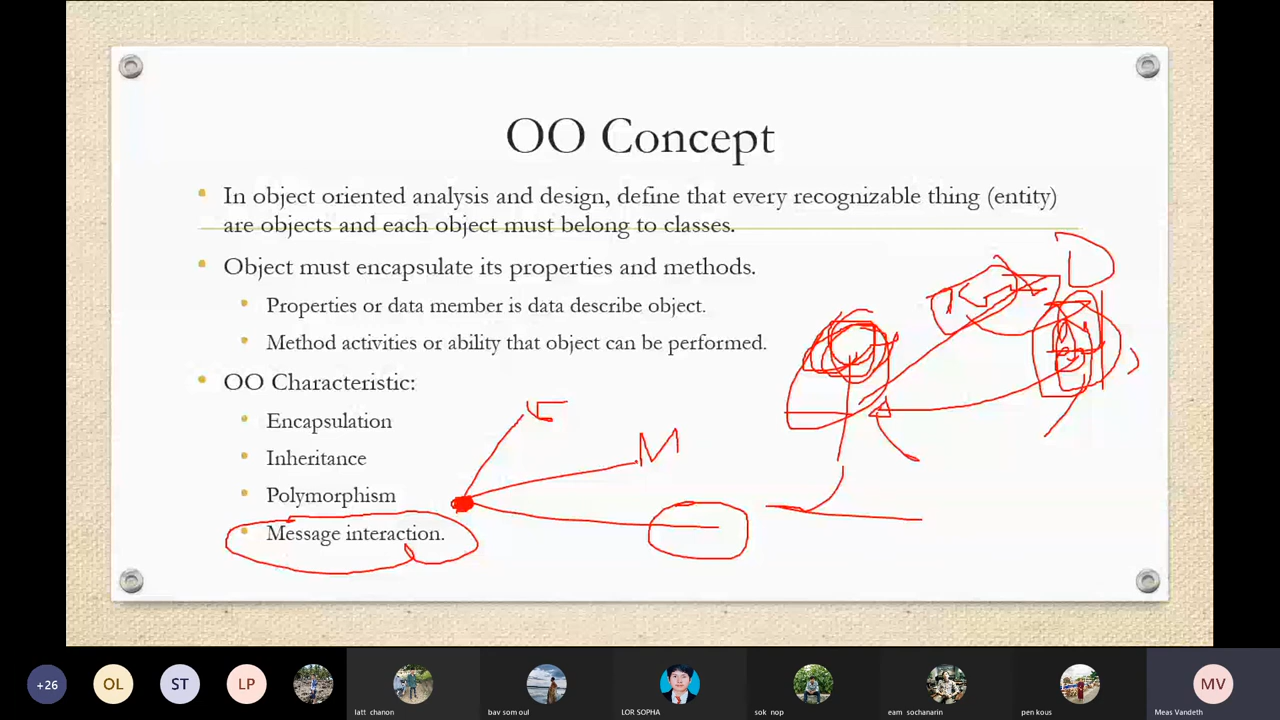 OO Concept
In object oriented analysis and design, define that every recognizable thing (entity)
are objects and each object must belong to classes.
Object must encapsulate its properties and methods.
Properties or data member is data describe object.
Method activities or ability that object can be performed.
OO Characteristic:
Encapsulation
Inheritance
Polymorphism
Message interaction.
D
M
+26
OL
ST
LP
MV
latt chanon
bav som oul
LOR SOPHA
sok nop
eam sochanarin
pen kous
Meas Vandeth